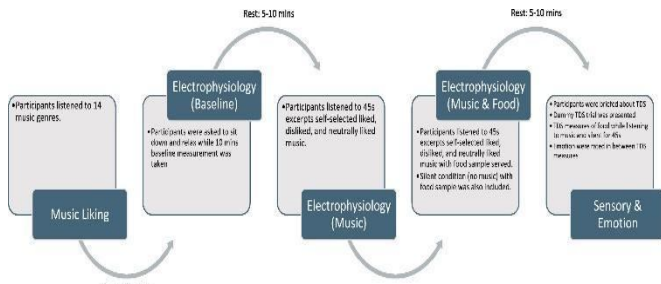 Rest: 5-10 mins
Rest: 5-10 mins
•Participants listened to 14
music genres.
Music Liking
Electrophysiology
(Baseline)
•Participants were asked to sit
down and relax while 10 mins
baseline measurement was
taken
•Participants listened to 45s
excerpts self-selected liked,
disliked, and neutrally liked
music.
Electrophysiology
(Music)
Electrophysiology
(Music & Food)
•Participants listened to 45s
excerpts self-selected liked,
disliked, and neutrally liked
music with food sample served.
•Silent condition (no music) with
food sample was also included.
•Participants were briefed about TDS
•Dummy TDS trial was presented
•TDS measures of food while listening
to music and silent for 45s
•Emotion were rated in between TDS
measures
Sensory &
Emotion